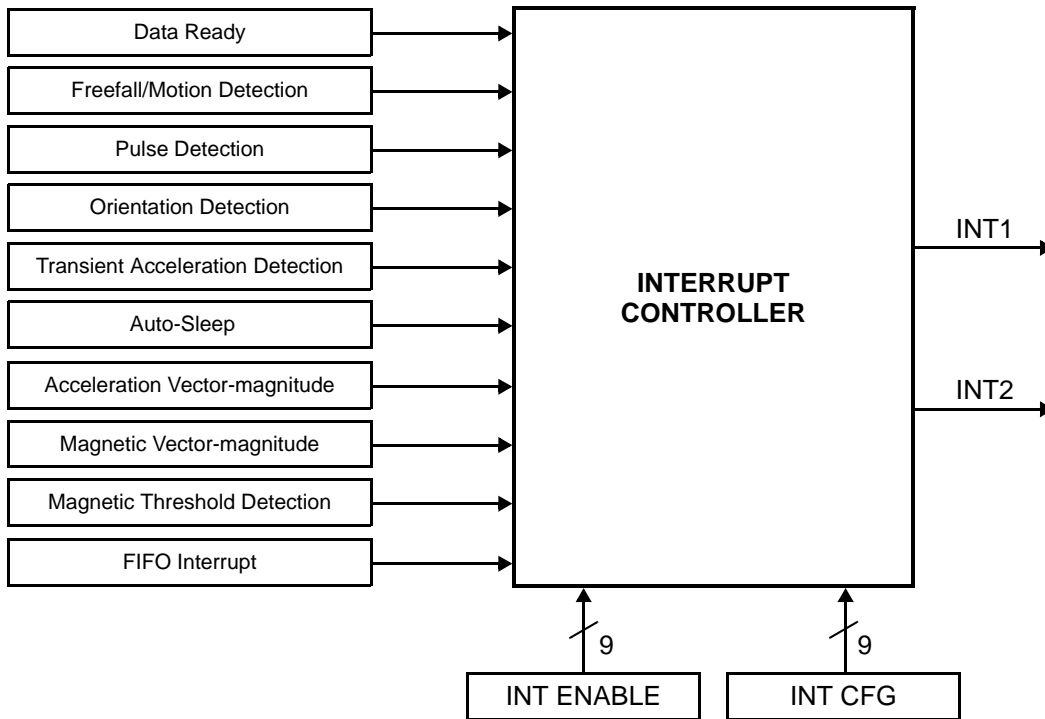 Data Ready
Freefall/Motion Detection
Pulse Detection
Orientation Detection
Transient Acceleration Detection
Auto-Sleep
Acceleration Vector-magnitude
Magnetic Vector-magnitude
Magnetic Threshold Detection
FIFO Interrupt
INTERRUPT
CONTROLLER
INT1
INT2
9
9
INT ENABLE
INT CFG